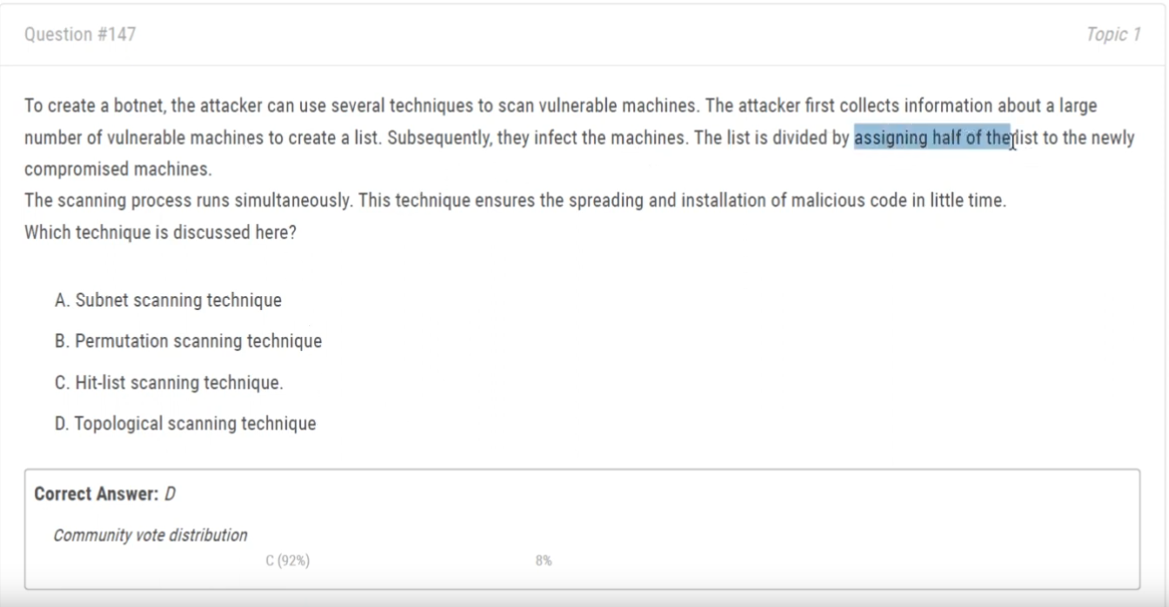 Question #147
Topic 1
To create a botnet, the attacker can use several techniques to scan vulnerable machines. The attacker first collects information about a large
number of vulnerable machines to create a list. Subsequently, they infect the machines. The list is divided by assigning half of the list to the newly
compromised machines.
The scanning process runs simultaneously. This technique ensures the spreading and installation of malicious code in little time.
Which technique is discussed here?
A. Subnet scanning technique
B. Permutation scanning technique
C. Hit-list scanning technique.
D. Topological scanning technique
Correct Answer: D
Community vote distribution
C (92%)
8%